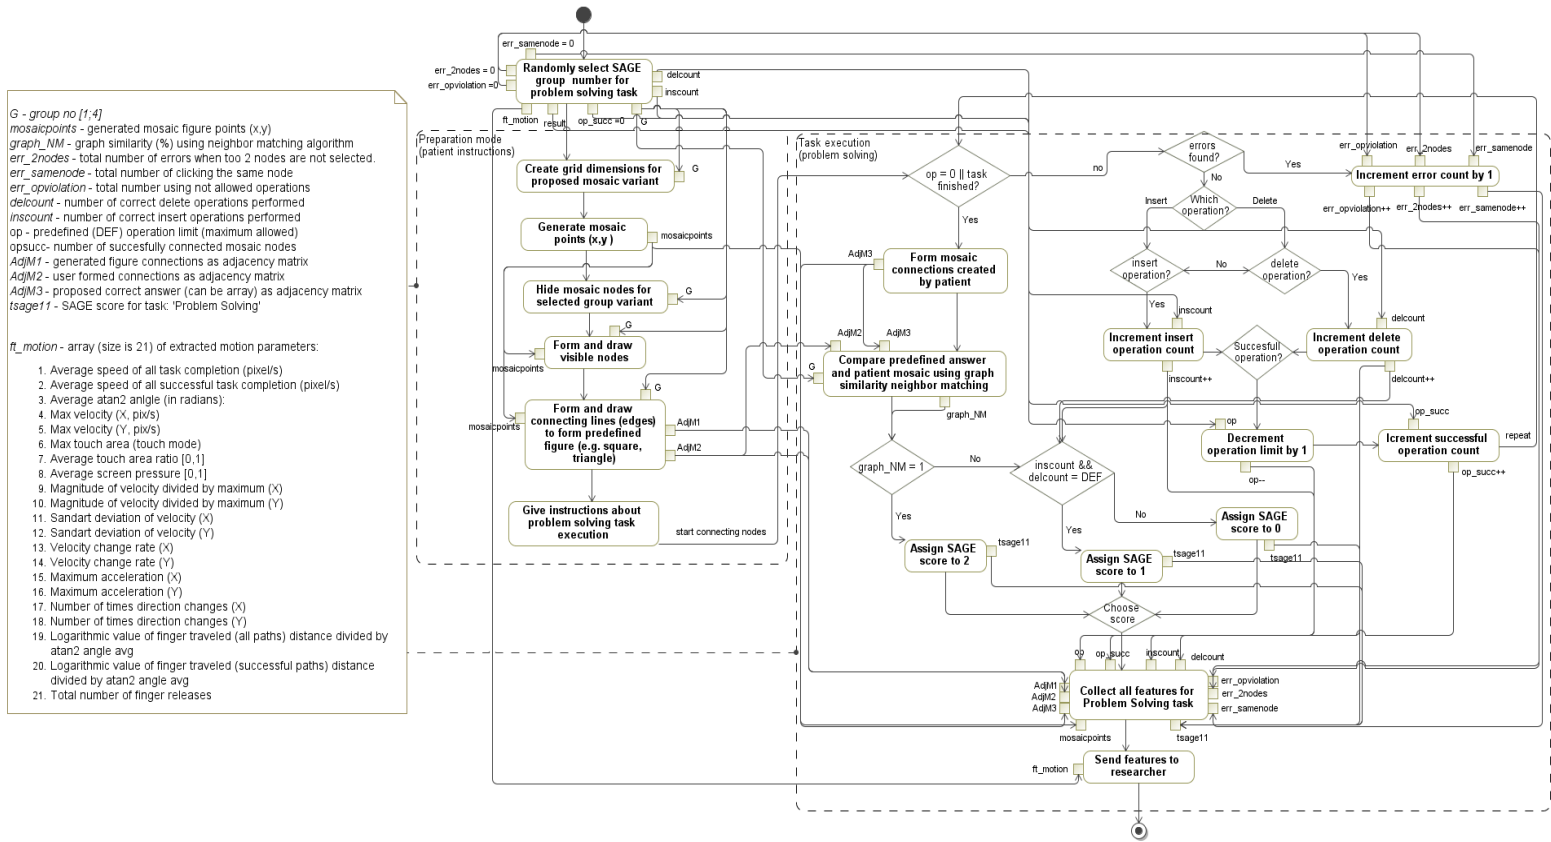 G - group no [1;4]
mosaicpoints - generated mosaic figure points (x,y)
graph_NM - graph similarity (%) using neighbor matching algorithm
err_2nodes - total number of errors when too 2 nodes are not selected.
err_samenode - total number of clicking the same node
err_opviolation - total number using not allowed operations
delcount - number of correct delete operations performed
inscount - number of correct insert operations performed
op - predefined (DEF) operation limit (maximum allowed)
opsucc- number of succesfully connected mosaic nodes
AdjM1 - generated figure connections as adjacency matrix
AdjM2 - user formed connections as adjacency matrix
AdjM3 - proposed correct answer (can be array) as adjacency matrix
tsage11 - SAGE score for task: 'Problem Solving'
ft_motion - array (size is 21) of extracted motion parameters:
1. Average speed of all task completion (pixel/s)
2. Average speed of all successful task completion (pixel/s)
3. Average atan2 anlgle (in radians):
4. Max velocity (X, pix/s)
5. Max velocity (Y, pix/s)
6. Max touch area (touch mode)
7. Average touch area ratio [0,1]
8. Average screen pressure [0,1]
9. Magnitude of velocity divided by maximum (X)
10. Magnitude of velocity divided by maximum (Y)
11. Sandart deviation of velocity (X)
12. Sandart deviation of velocity (Y)
13. Velocity change rate (X)
14. Velocity change rate (Y)
15. Maximum acceleration (X)
16. Maximum acceleration (Y)
17. Number of times direction changes (X)
18. Number of times direction changes (Y)
19. Logarithmic value of finger traveled (all paths) distance divided by
atan2 angle avg
20. Logarithmic value of finger traveled (successful paths) distance
divided by atan2 angle avg
21. Total number of finger releases
err_samenode = 0
err_2nodes = 0
err_opviolation =0
Randomly select SAGE
group number for
problem solving task
delcount
inscount
ft_motion
result
op_succ =0
G
Preparation mode
(patient instructions)
Create grid dimensions for
proposed mosaic variant
G
Generate mosaic
points (x,y )
mosaicpoints
Hide mosaic nodes for
selected group variant
G
G
Form and draw
visible nodes
mosaicpoints
G
Form and draw
connecting lines (edges)
to form predefined
figure (e.g. square,
triangle)
mosaicpoints
AdjM1
AdjM2
Give instructions about
problem solving task
execution
start connecting nodes
Task execution
(problem solving)
op = 0 || task
finished?
no
Yes
errors
found?
Yes
No
err_opviolation
err_2nodes
err_samenode
Increment error count by 1
err_opviolation++
err_2nodes++
err_samenode++
Which
operation?
Insert
Delete
insert
operation?
No
delete
operation?
Yes
Yes
AdjM3
Form mosaic
connections created
by patient
inscount
delcount
Increment insert
operation count
Succesfull
operation?
Increment delete
operation count
inscount++
delcount++
AdjM2
AdjM3
G
Compare predefined answer
and patient mosaic using graph
similarity neighbor matching
graph_NM
op
op_succ
Decrement
operation limit by 1
Icrement successful
operation count
repeat
op--
op_succ++
graph_NM = 1
No
Yes
inscount &&
delcount = DEF
No
Yes
Assign SAGE
score to 0
tsage11
Assign SAGE
score to 2
tsage11
Assign SAGE
score to 1
tsage11
Choose
score
op
op_succ
inscount
delcount
AdjM1
AdjM2
AdjM3
Collect all features for
Problem Solving task
err_opviolation
err_2nodes
err_samenode
mosaicpoints
tsage11
ft_motion
Send features to
researcher